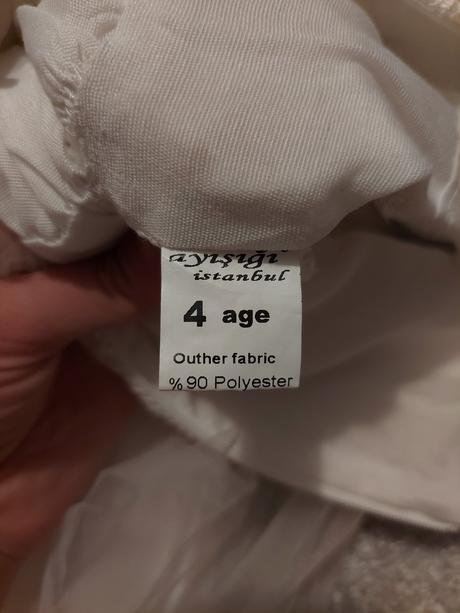 ayışığı
istanbul
4 age
Outher fabric
%90 Polyester